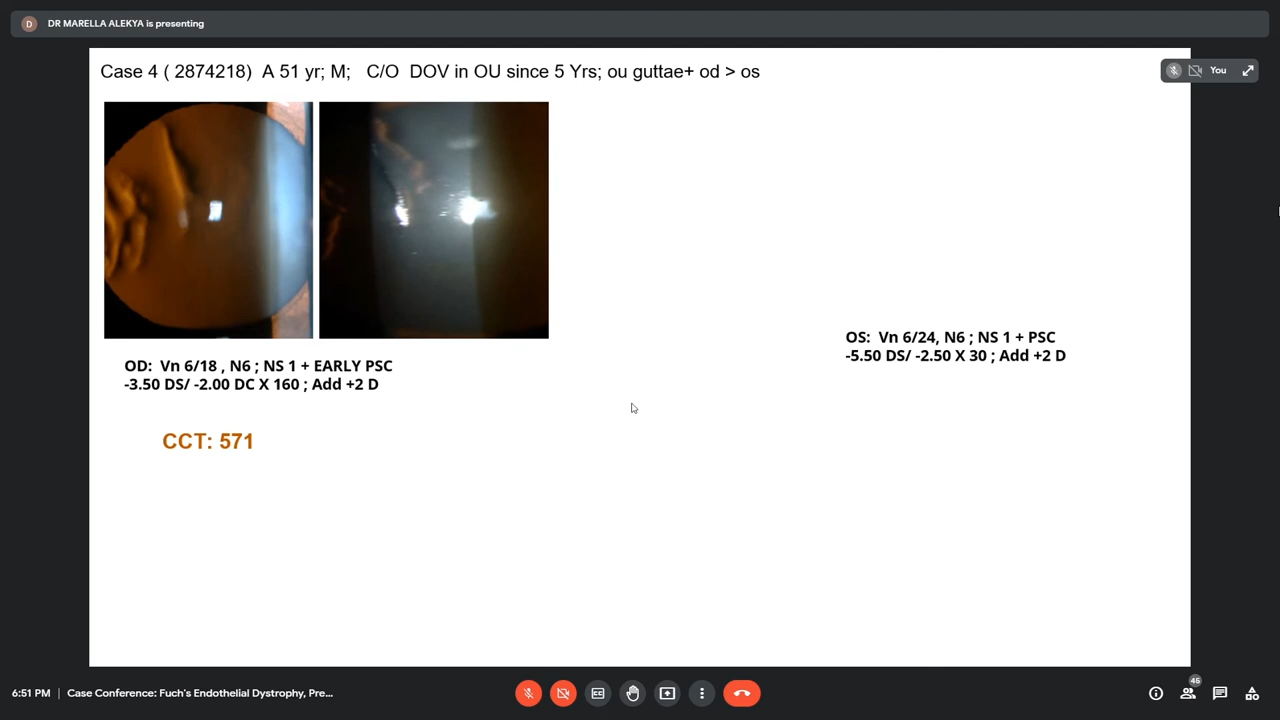 D DR MARELLA ALEKYA is presenting
Case 4 ( 2874218)  A 51 yr; M;   C/O  DOV in OU since 5 Yrs; ou guttae+ od > os
You
OD:  Vn 6/18 , N6 ; NS 1 + EARLY PSC
-3.50 DS/ -2.00 DC X 160 ; Add +2 D
OS:  Vn 6/24, N6 ; NS 1 + PSC
-5.50 DS/ -2.50 X 30 ; Add +2 D
CCT: 571
6:51 PM | Case Conference: Fuch's Endothelial Dystrophy, Pre...
45